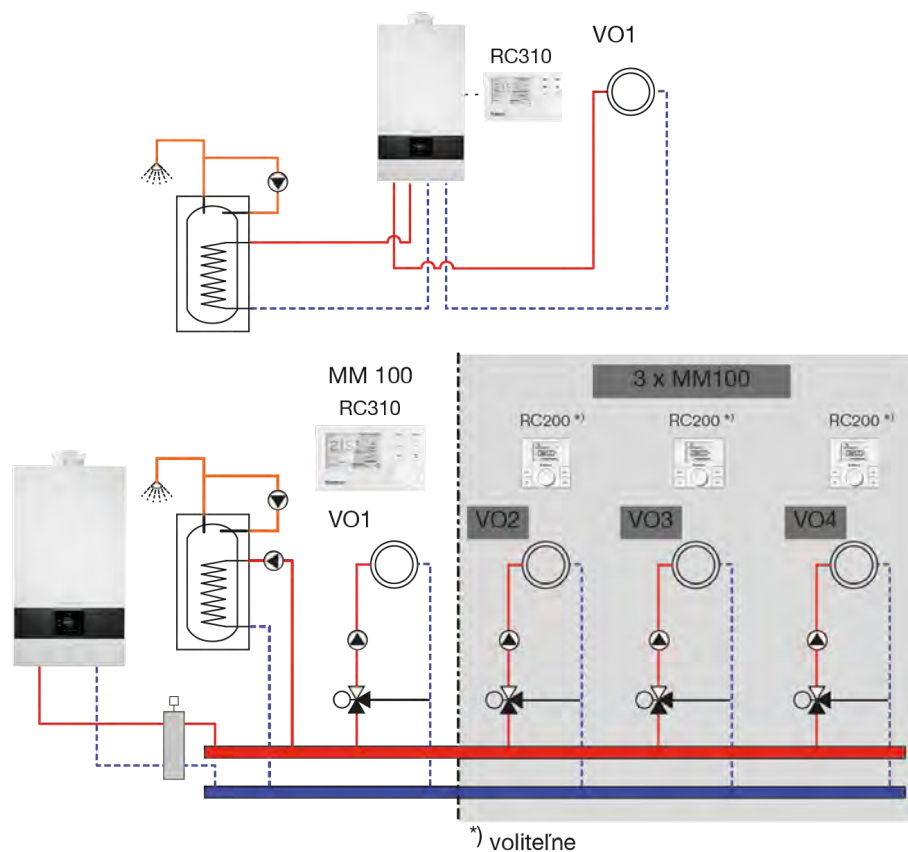 VO1
RC310
MM 100
RC310
VO1
3 x MM100
RC200 *)
RC200 *)
RC200 *)
VO2
VO3
VO4
*) voliteľne